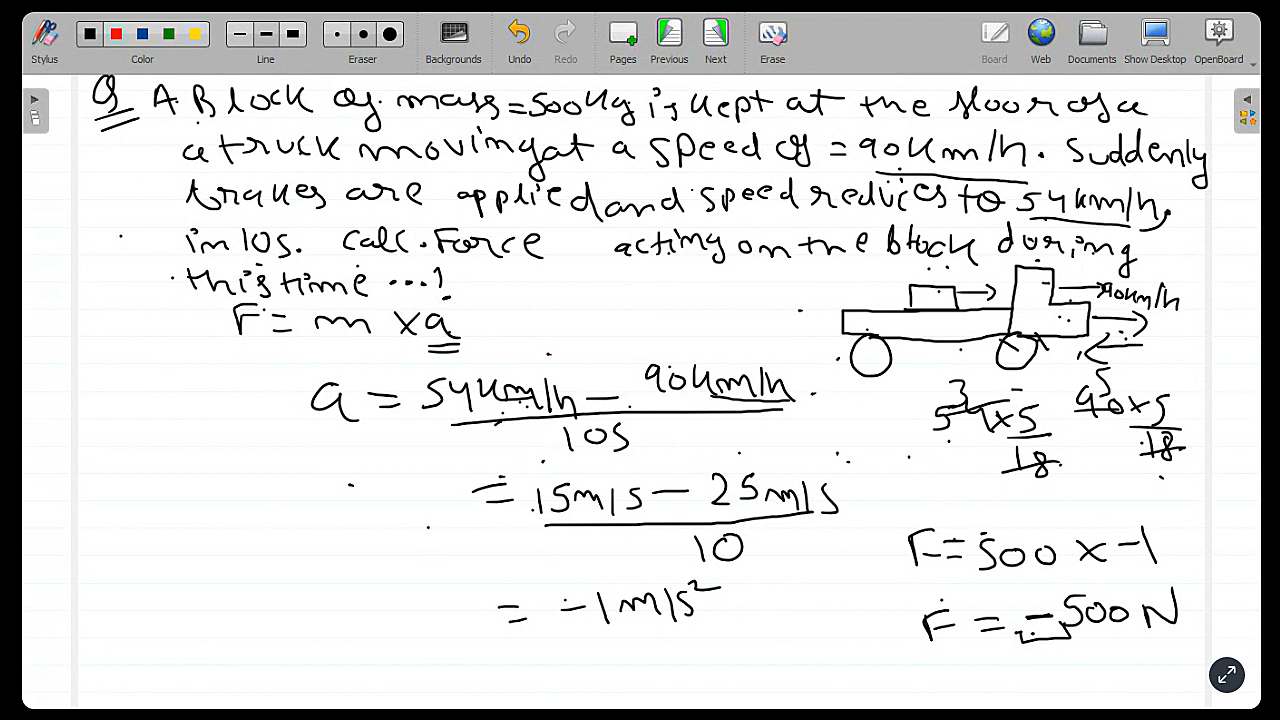 Stylus
Color
Line
Eraser
Backgrounds
Undo
Redo
Pages
Previous
Next
Erase
Board
Web
Documents
Show Desktop
OpenBoard
Q A Block of mass = 500kg is kept at the floor of a
a truck moving at a speed of = 90km/h. Suddenly
brakes are applied and speed reduces to 54km/h,
in 10s. Calc. Force acting on the block during
this time ...!
F = m x a
90km/h
a = 54km/h - 90km/h
10s
3 5
54 x 5 90 x 5
18 18
= 15m/s - 25m/s
10
= -1m/s²
F = 500 x -1
F = -500N